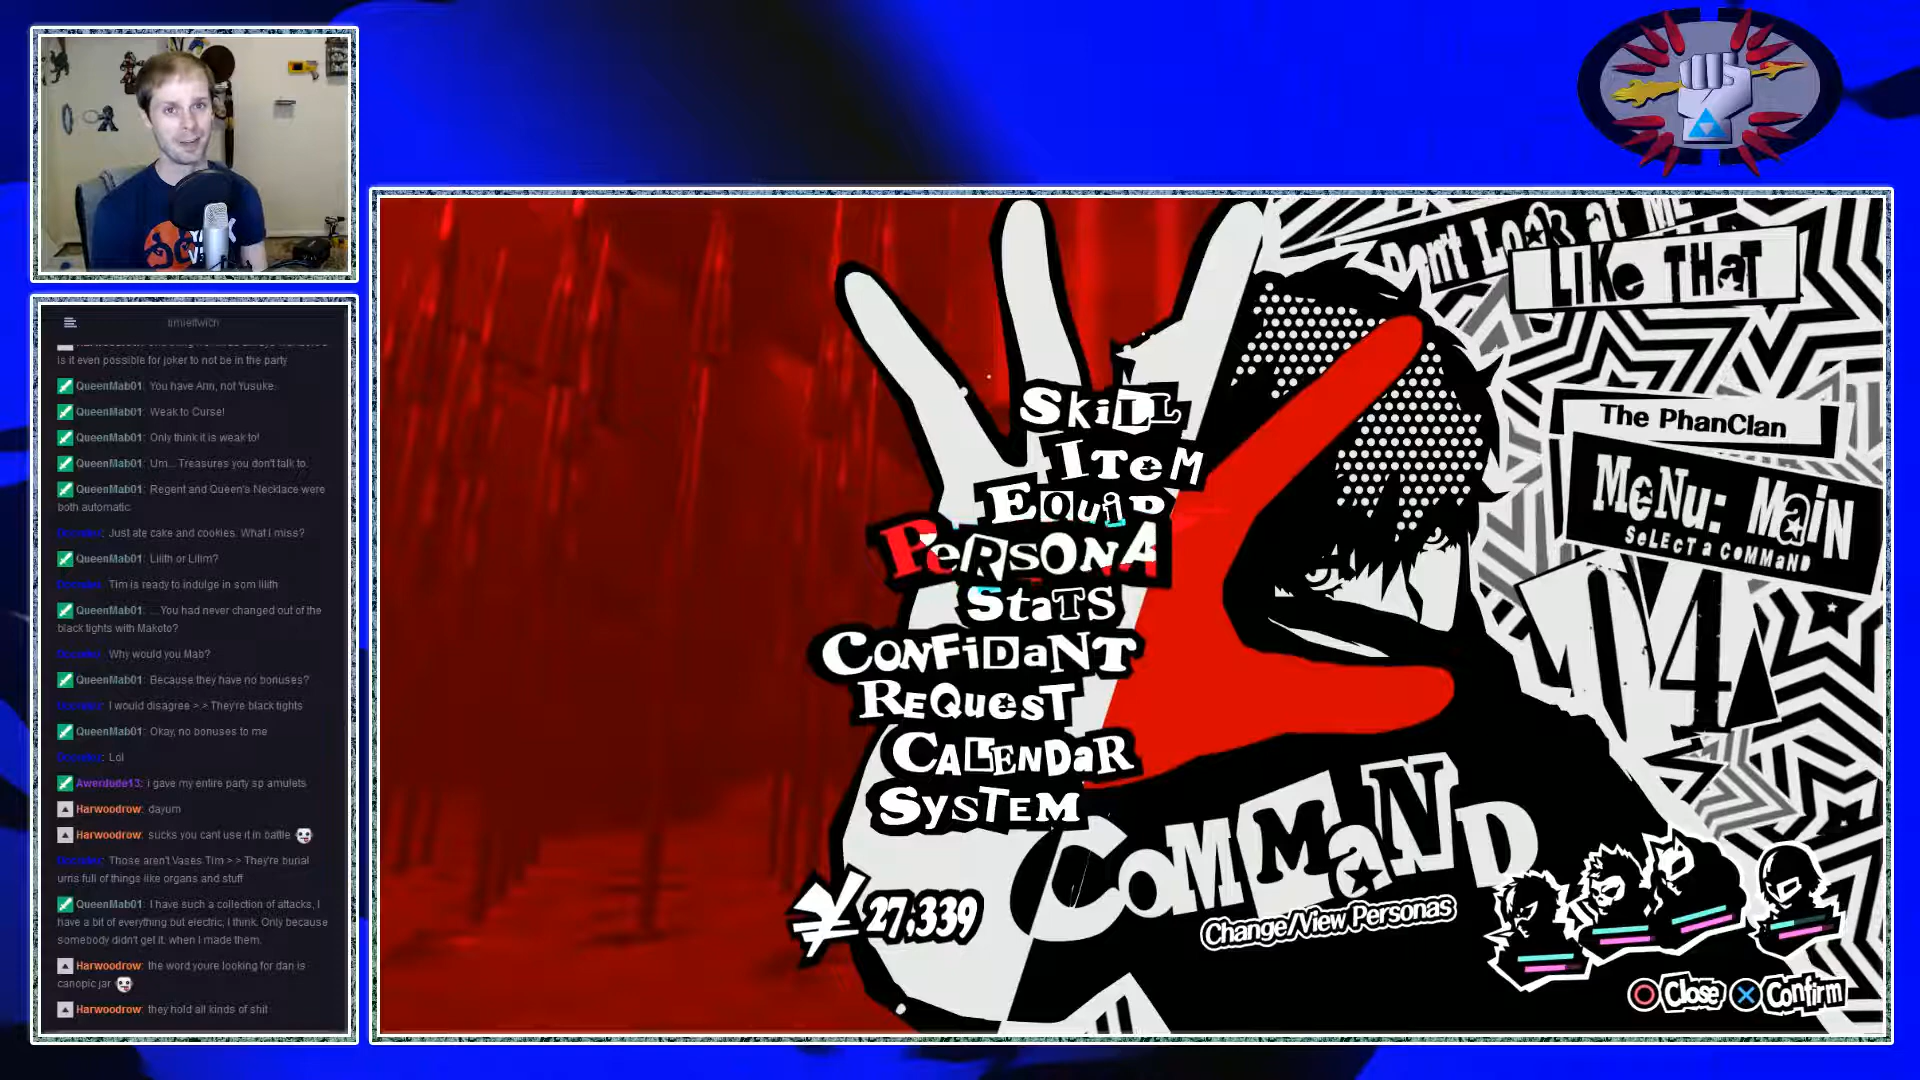 is it even possible for joker to not be in the party
QueenMab01: You have Ann, not Yusuke.
QueenMab01: Weak to Curse!
QueenMab01: Only think it is weak to!
QueenMab01: Um... Treasures you don't talk to.
QueenMab01: Regent and Queen's Necklace were
both automatic.
Just ate cake and cookies. What I miss?
QueenMab01: Lilith or Lilim?
Tim is ready to indulge in som lilith
QueenMab01: ...You had never changed out of the
black tights with Makoto?
Why would you Mab?
QueenMab01: Because they have no bonuses?
I would disagree >> They're black tights
QueenMab01: Okay, no bonuses to me
Lol
Awerdude13: i gave my entire party sp amulets
Harwoodrow: dayum
Harwoodrow: sucks you cant use it in battle
Those aren't Vases Tim >> They're burial
urns full of things like organs and stuff
QueenMab01: I have such a collection of attacks, I
have a bit of everything but electric, I think. Only because
somebody didn't get it, when I made them.
Harwoodrow: the word youre looking for dan is
canopic jar
Harwoodrow: they hold all kinds of shit
Don't Look at Me
Like That
The PhanClan
Menu: Main
Select a Command
Skill
Item
Equip
Persona
Stats
Confidant
Request
Calendar
System
¥27,339
Command
Change/View Personas
Close Confirm